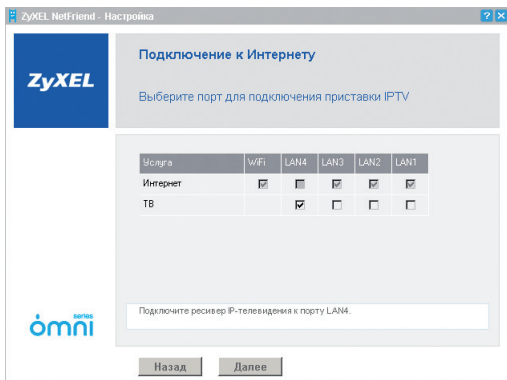 ZyXEL NetFriend - Настройка
ZyXEL
Подключение к Интернету
Выберите порт для подключения приставки IPTV
Услуга WiFi LAN4 LAN3 LAN2 LAN1
Интернет
ТВ
Подключите ресивер IP-телевидения к порту LAN4.
series
omni
Назад Далее